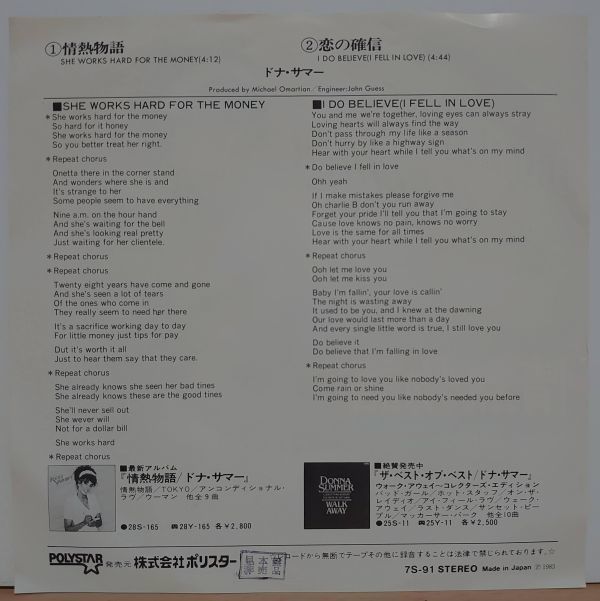 ①情熱物語
SHE WORKS HARD FOR THE MONEY(4:12)
②恋の確信
I DO BELIEVE(I FELL IN LOVE) (4:44)
ドナ・サマー
Produced by Michael Omartian / Engineer:John Guess
■SHE WORKS HARD FOR THE MONEY
*She works hard for the money
So hard for it honey
She works hard for the money
So you better treat her right.
*Repeat chorus
Onetta there in the corner stand
And wonders where she is and
It's strange to her
Some people seem to have everything
Nine a.m. on the hour hand
And she's waiting for the bell
And she's looking real pretty
Just waiting for her clientele.
*Repeat chorus
*Repeat chorus
Twenty eight years have come and gone
And she's seen a lot of tears
Of the ones who come in
They really seem to need her there
It's a sacrifice working day to day
For little money just tips for pay
Dut it's worth it all
Just to hear them say that they care.
*Repeat chorus
She already knows she seen her bad tines
She already knows these are the good tines
She'll never sell out
She wever will
Not for a dollar bill
She works hard
*Repeat chorus
■I DO BELIEVE(I FELL IN LOVE)
You and me we're together, loving eyes can always stray
Loving hearts will always find the way
Don't pass through my life like a season
Don't hurry by like a highway sign
Hear with your heart while I tell you what's on my mind
*Do believe I fell in love
Ohh yeah
If I make mistakes please forgive me
Oh charlie B don't you run away
Forget your pride I'll tell you that I'm going to stay
Cause love knows no pain, knows no worry
Love is the same for all times
Hear with your heart while I tell you what's on my mind
*Repeat chorus
Ooh let me love you
Ooh let me kiss you
Baby I'm fallin', your love is callin'
The night is wasting away
It used to be you, and I knew at the dawning
Our love would last more than a day
And every single little word is true, I still love you
Do believe it
Do believe that I'm falling in love
*Repeat chorus
I'm going to love you like nobody's loved you
Come rain or shine
I'm going to need you like nobody's needed you before
■最新アルバム
『情熱物語/ドナ・サマー』
情熱物語/TOKYO/アンコンディショナル・
ラヴ/ウーマン 他全9曲
●28S-165 28Y-165 各¥2,800
DONNA
SUMMER
WALK
AWAY
■絶賛発売中
『ザ・ベスト・オブ・ベスト/ドナ・サマー』
ウォーク・アウェイ〜コレクターズ・エディション
バッド・ガール/ホット・スタッフ/オン・ザ・
レイディオ/アイ・フィール・ラヴ/ウォーク・
アウェイ/ラスト・ダンス/サンセット・ピー
プル/マッカーサー・パーク 他全10曲
●25S-11 25Y-11 各¥2,500
POLYSTAR 発売元 株式会社ポリスター
見本盤
非売品
コードから無断でテープその他に録音することは法律で禁じられています☆
7S-91 STEREO Made in Japan Ⓟ1983